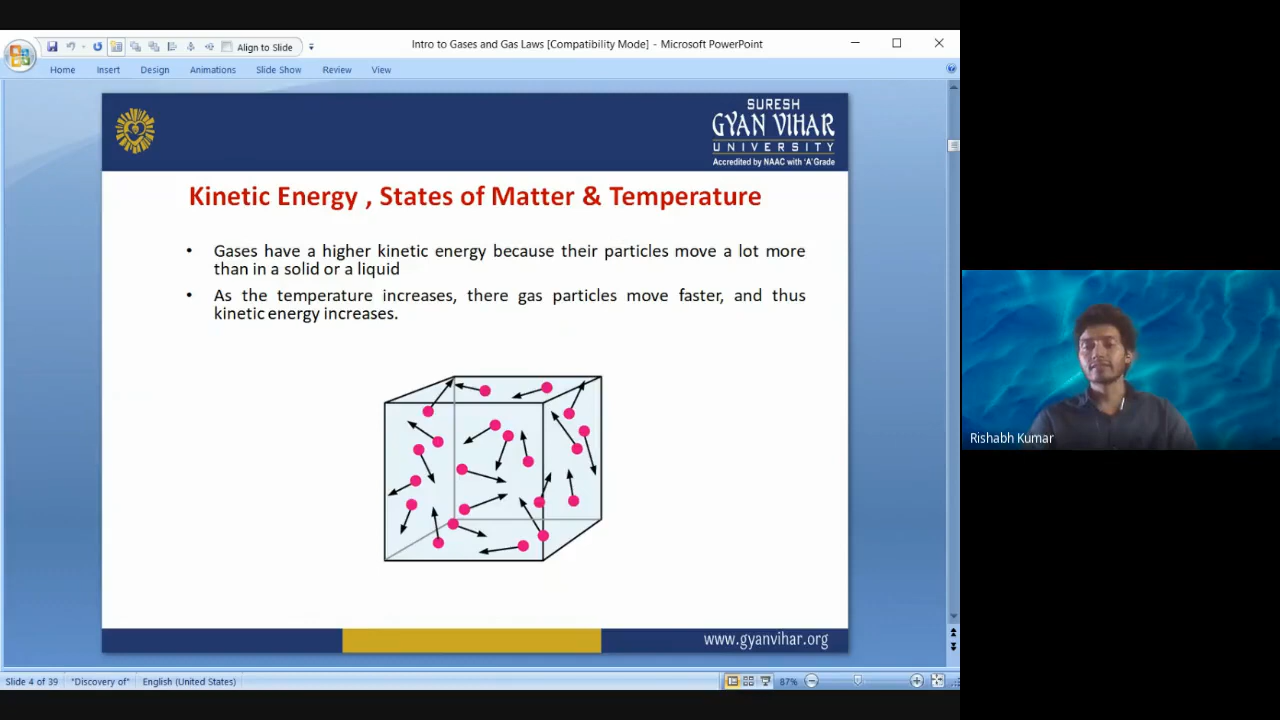 Align to Slide
Intro to Gases and Gas Laws [Compatibility Mode] - Microsoft PowerPoint
Home Insert Design Animations Slide Show Review View
SURESH
GYAN VIHAR
UNIVERSITY
Accredited by NAAC with 'A' Grade
Kinetic Energy , States of Matter & Temperature
• Gases have a higher kinetic energy because their particles move a lot more
than in a solid or a liquid
• As the temperature increases, there gas particles move faster, and thus
kinetic energy increases.
Rishabh Kumar
www.gyanvihar.org
Slide 4 of 39 "Discovery of" English (United States) 87%